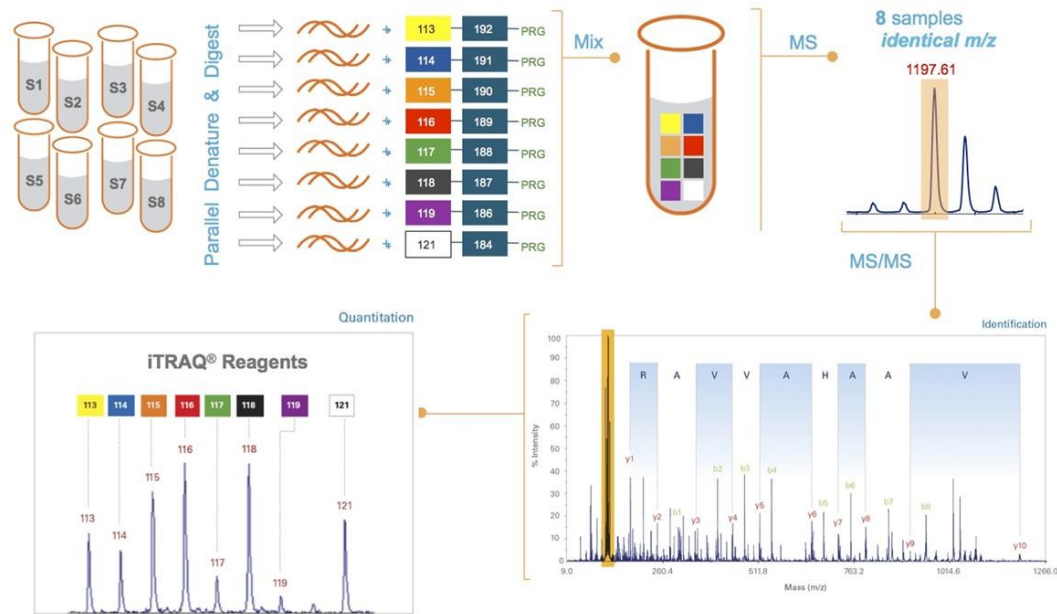 S1
S2
S3
S4
S5
S6
S7
S8
Parallel Denature & Digest
+ 113 192 PRG
+ 114 191 PRG
+ 115 190 PRG
+ 116 189 PRG
+ 117 188 PRG
+ 118 187 PRG
+ 119 186 PRG
+ 121 184 PRG
Mix
MS
8 samples
identical m/z
1197.61
MS/MS
Quantitation
iTRAQ® Reagents
113 114 115 116 117 118 119 121
113
114
115
116
117
118
119
121
Identification
% Intensity
100
90
80
70
60
50
40
30
20
10
0
R A V V A H A A V
y1
y2
b1
y3
b2
y4
b3
y5
b4
y6
b5
y7
b6
y8
b7
y9
b8
y10
9.0 260.4 511.8 763.2 1014.6 1266.0
Mass (m/z)